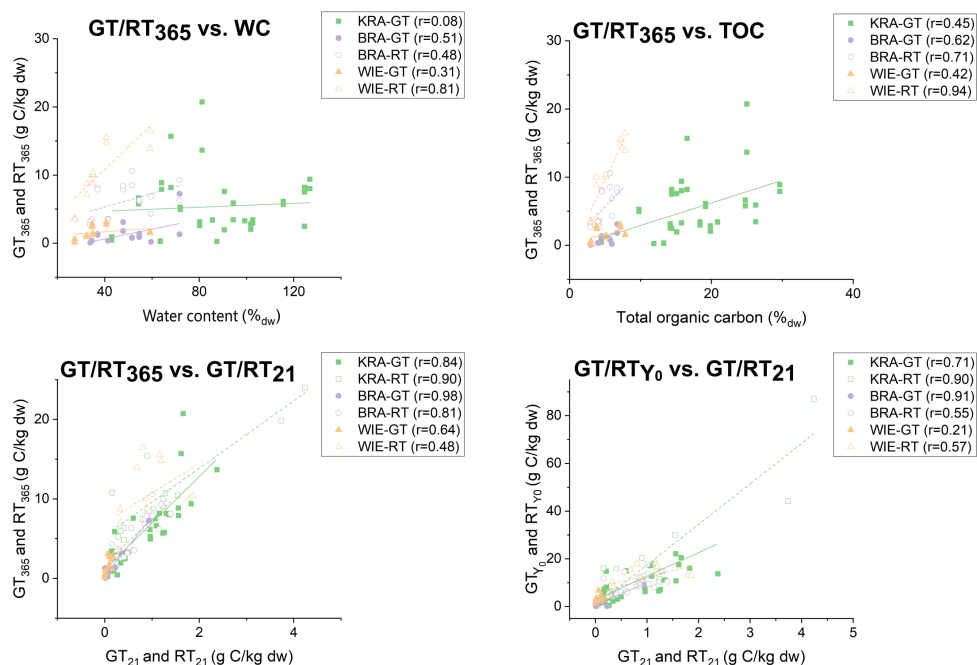 GT/RT365 vs. WC
KRA-GT (r=0.08)
BRA-GT (r=0.51)
BRA-RT (r=0.48)
WIE-GT (r=0.31)
WIE-RT (r=0.81)
GT365 and RT365 (g C/kg dw)
30
20
10
0
40
80
120
Water content (%dw)
GT/RT365 vs. TOC
KRA-GT (r=0.45)
BRA-GT (r=0.62)
BRA-RT (r=0.71)
WIE-GT (r=0.42)
WIE-RT (r=0.94)
GT365 and RT365 (g C/kg dw)
30
20
10
0
0
20
40
Total organic carbon (%dw)
GT/RT365 vs. GT/RT21
KRA-GT (r=0.84)
KRA-RT (r=0.90)
BRA-GT (r=0.98)
BRA-RT (r=0.81)
WIE-GT (r=0.64)
WIE-RT (r=0.48)
GT365 and RT365 (g C/kg dw)
20
10
0
0
2
4
GT21 and RT21 (g C/kg dw)
GT/RTY0 vs. GT/RT21
KRA-GT (r=0.71)
KRA-RT (r=0.90)
BRA-GT (r=0.91)
BRA-RT (r=0.55)
WIE-GT (r=0.21)
WIE-RT (r=0.57)
GTY0 and RTY0 (g C/kg dw)
80
60
40
20
0
0
1
2
3
4
5
GT21 and RT21 (g C/kg dw)